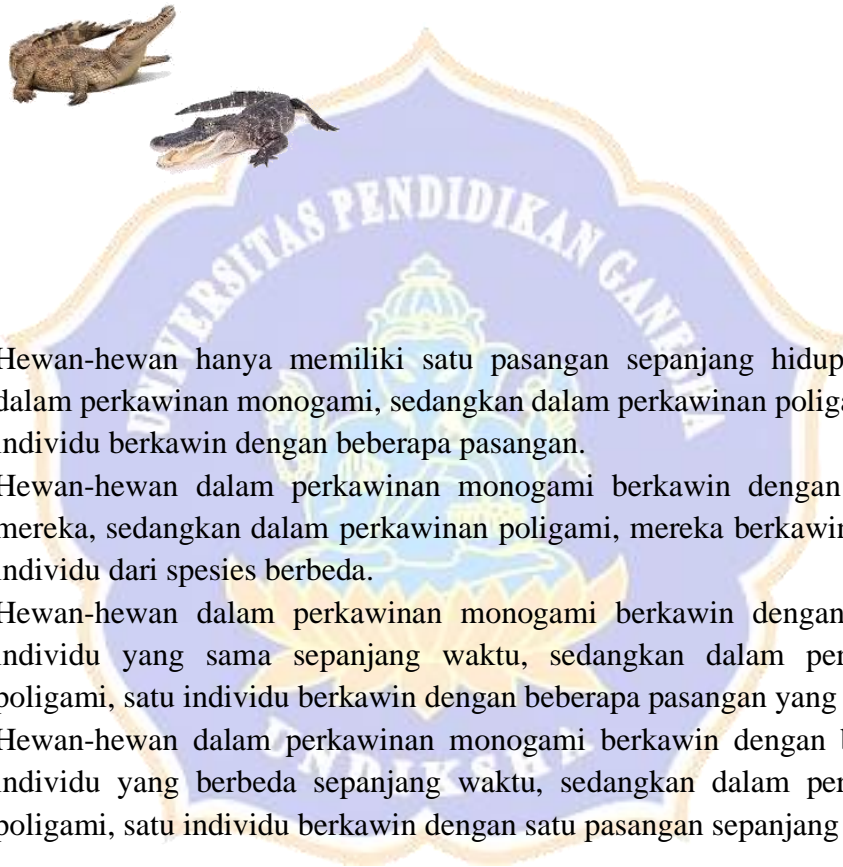 UNIVERSITAS PENDIDIKAN GANESHA
Hewan-hewan hanya memiliki satu pasangan sepanjang hidup
dalam perkawinan monogami, sedangkan dalam perkawinan
individu berkawin dengan beberapa pasangan.
Hewan-hewan dalam perkawinan monogami berkawin dengan
mereka, sedangkan dalam perkawinan poligami, mereka
individu dari spesies berbeda.
Hewan-hewan dalam perkawinan monogami berkawin dengan
individu yang sama sepanjang waktu, sedangkan dalam
poligami, satu individu berkawin dengan beberapa pasangan yang
Hewan-hewan dalam perkawinan monogami berkawin dengan
individu yang berbeda sepanjang waktu, sedangkan dalam
poligami, satu individu berkawin dengan satu pasangan sepanjang
UNDIKSHA